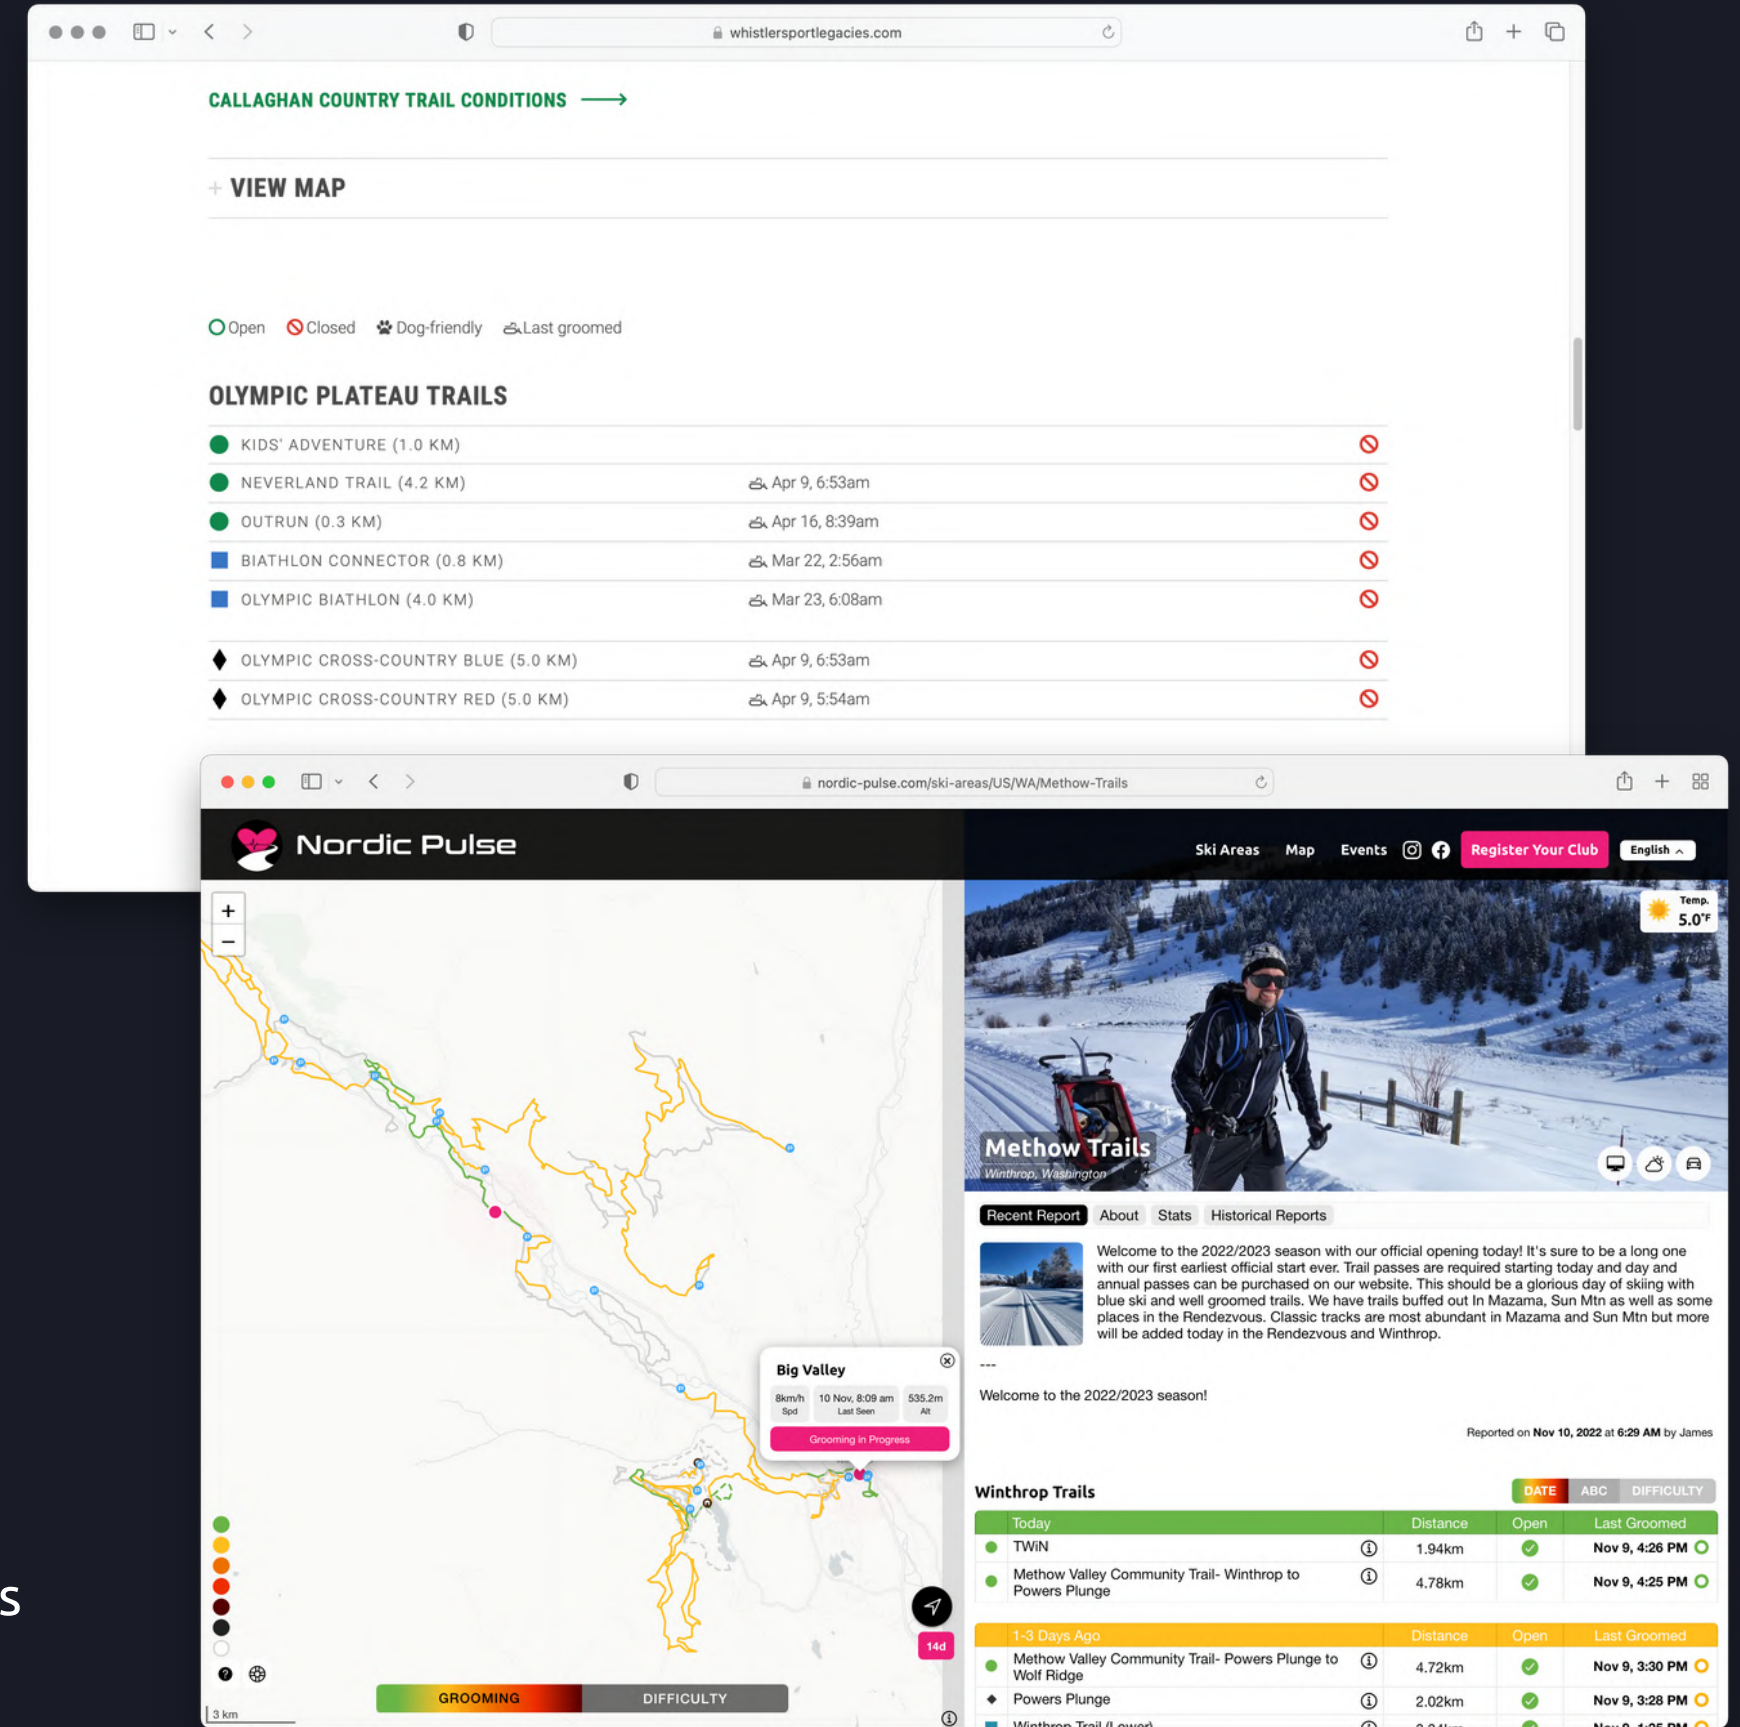 whistlersportlegacies.com
CALLAGHAN COUNTRY TRAIL CONDITIONS
+ VIEW MAP
Open Closed Dog-friendly Last groomed
OLYMPIC PLATEAU TRAILS
KIDS' ADVENTURE (1.0 KM)
NEVERLAND TRAIL (4.2 KM) Apr 9, 6:53am
OUTRUN (0.3 KM) Apr 16, 8:39am
BIATHLON CONNECTOR (0.8 KM) Mar 22, 2:56am
OLYMPIC BIATHLON (4.0 KM) Mar 23, 6:08am
OLYMPIC CROSS-COUNTRY BLUE (5.0 KM) Apr 9, 6:53am
OLYMPIC CROSS-COUNTRY RED (5.0 KM) Apr 9, 5:54am
nordic-pulse.com/ski-areas/US/WA/Methow-Trails
Nordic Pulse
Ski Areas Map Events Register Your Club English
+
−
Temp.
5.0°F
Methow Trails
Winthrop, Washington
Recent Report About Stats Historical Reports
Welcome to the 2022/2023 season with our official opening today! It's sure to be a long one
with our first earliest official start ever. Trail passes are required starting today and day and
annual passes can be purchased on our website. This should be a glorious day of skiing with
blue ski and well groomed trails. We have trails buffed out In Mazama, Sun Mtn as well as some
places in the Rendezvous. Classic tracks are most abundant in Mazama and Sun Mtn but more
will be added today in the Rendezvous and Winthrop.
---
Welcome to the 2022/2023 season!
Reported on Nov 10, 2022 at 6:29 AM by James
Big Valley
8km/h 10 Nov, 8:09 am 535.2m
Spd Last Seen Alt
Grooming in Progress
Winthrop Trails
DATE ABC DIFFICULTY
Today Distance Open Last Groomed
TWiN 1.94km Nov 9, 4:26 PM
Methow Valley Community Trail- Winthrop to
Powers Plunge 4.78km Nov 9, 4:25 PM
1-3 Days Ago Distance Open Last Groomed
Methow Valley Community Trail- Powers Plunge to
Wolf Ridge 4.72km Nov 9, 3:30 PM
Powers Plunge 2.02km Nov 9, 3:28 PM
Winthrop Trail (Lower)
14d
?
GROOMING DIFFICULTY
3 km
s